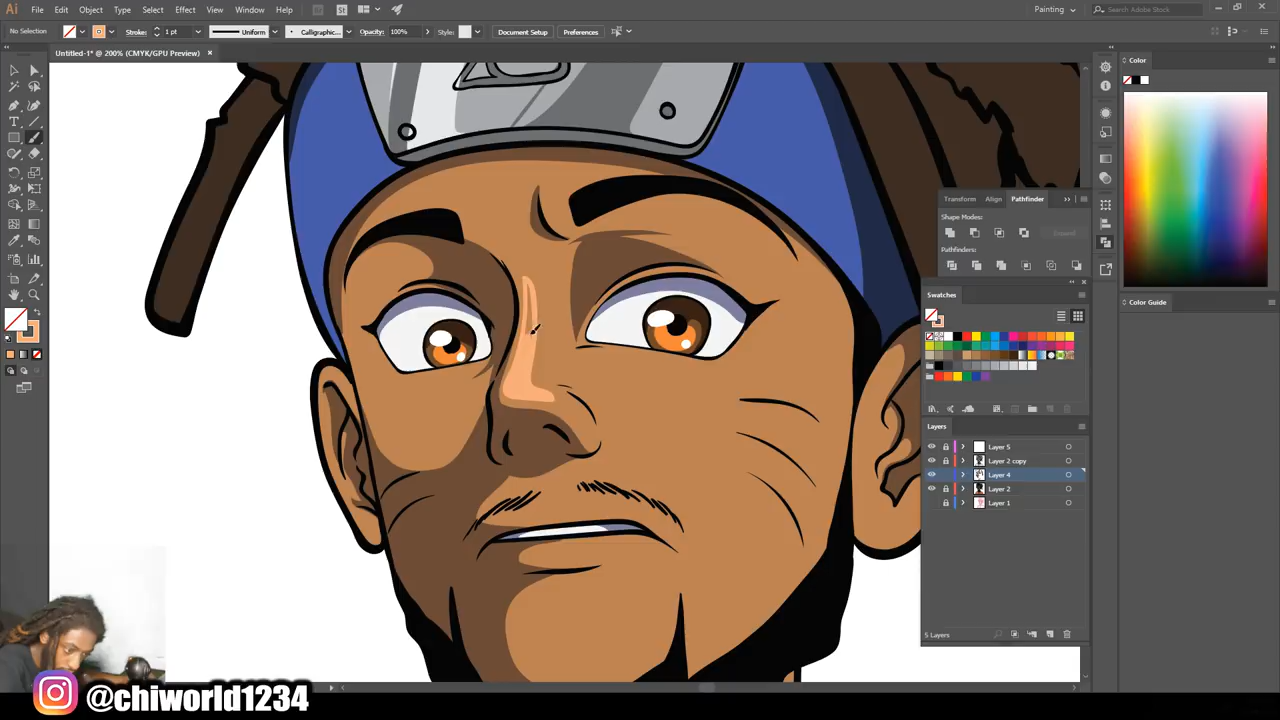 Ai File Edit Object Type Select Effect View Window Help Br St Painting Search Adobe Stock
No Selection Stroke: 1 pt Uniform Calligraphic... Opacity: 100% Style: Document Setup Preferences
Untitled-1* @ 200% (CMYK/GPU Preview) ×
Color
Transform Align Pathfinder
Shape Modes:
Expand
Pathfinders:
Swatches
Color Guide
Layers
Layer 5
Layer 2 copy
Layer 4
Layer 2
Layer 1
5 Layers
@chiworld1234